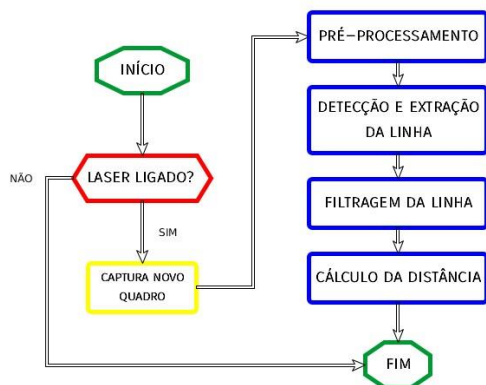 INÍCIO
LASER LIGADO?
NÃO
SIM
CAPTURA NOVO
QUADRO
PRÉ-PROCESSAMENTO
DETECÇÃO E EXTRAÇÃO
DA LINHA
FILTRAGEM DA LINHA
CÁLCULO DA DISTÂNCIA
FIM